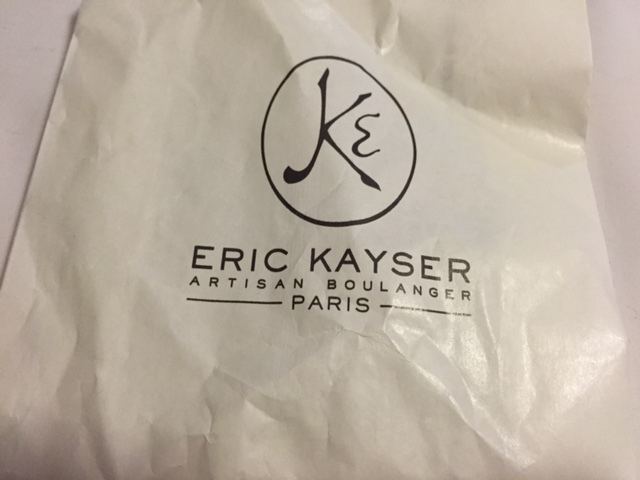 KE
ERIC KAYSER
ARTISAN BOULANGER
PARIS